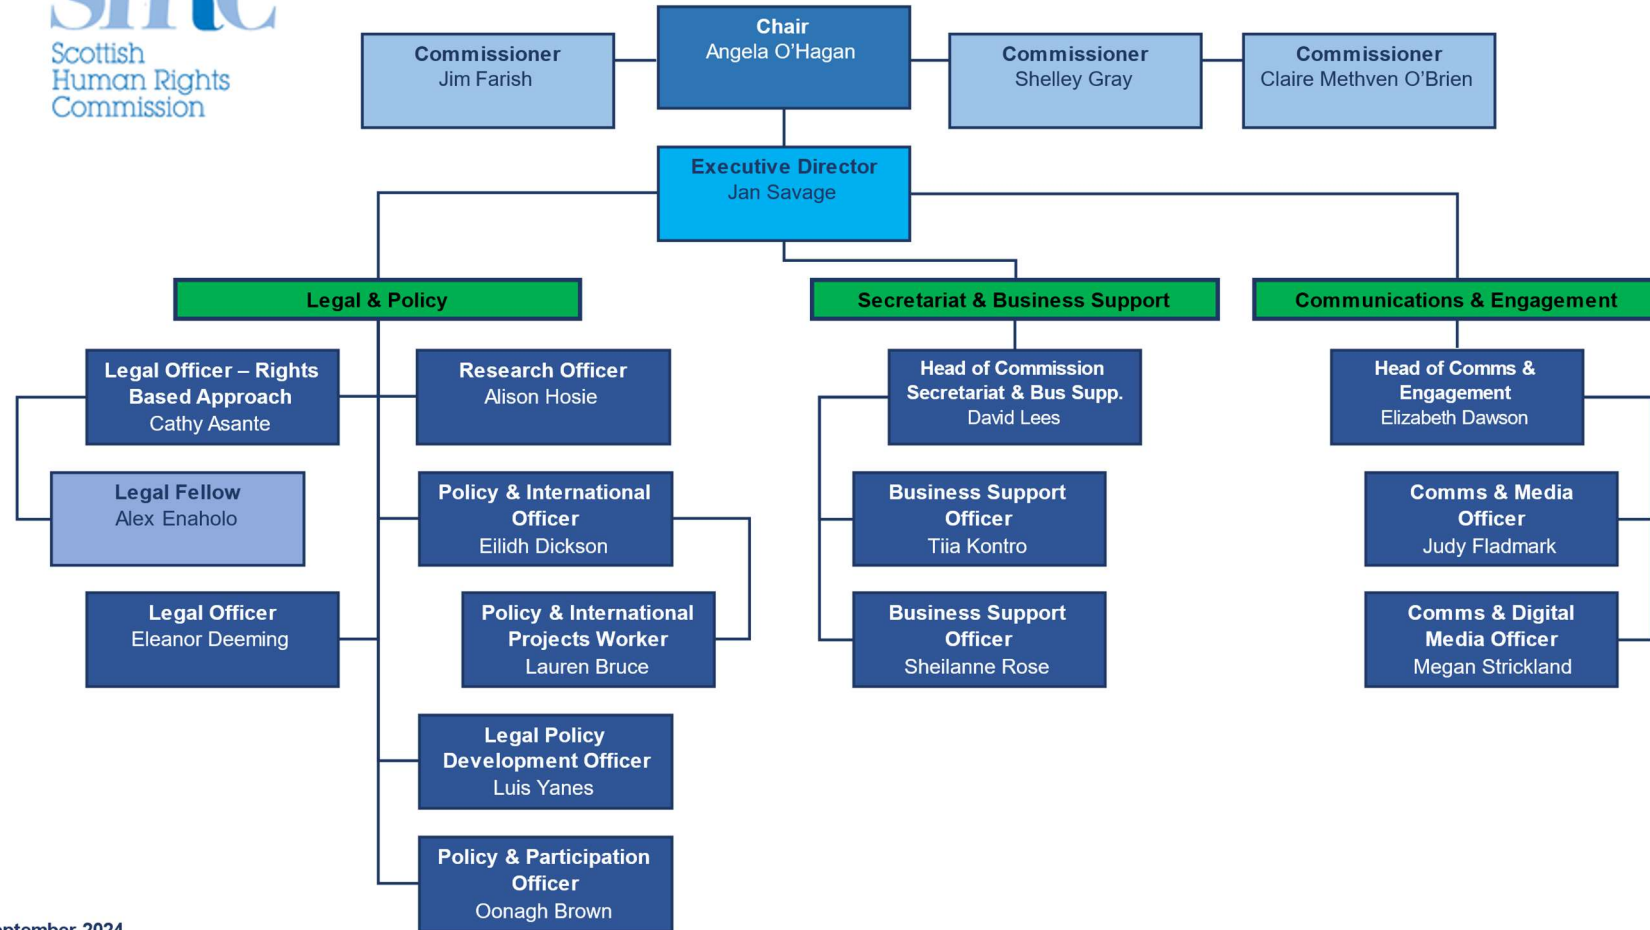 Scottish
Human Rights
Commission
Chair
Angela O'Hagan
Commissioner
Jim Farish
Commissioner
Shelley Gray
Commissioner
Claire Methven O'Brien
Executive Director
Jan Savage
Legal & Policy
Secretariat & Business Support
Communications & Engagement
Legal Officer – Rights
Based Approach
Cathy Asante
Research Officer
Alison Hosie
Head of Commission
Secretariat & Bus Supp.
David Lees
Head of Comms &
Engagement
Elizabeth Dawson
Legal Fellow
Alex Enaholo
Policy & International
Officer
Eilidh Dickson
Business Support
Officer
Tiia Kontro
Comms & Media
Officer
Judy Fladmark
Legal Officer
Eleanor Deeming
Policy & International
Projects Worker
Lauren Bruce
Business Support
Officer
Sheilanne Rose
Comms & Digital
Media Officer
Megan Strickland
Legal Policy
Development Officer
Luis Yanes
Policy & Participation
Officer
Oonagh Brown
2024